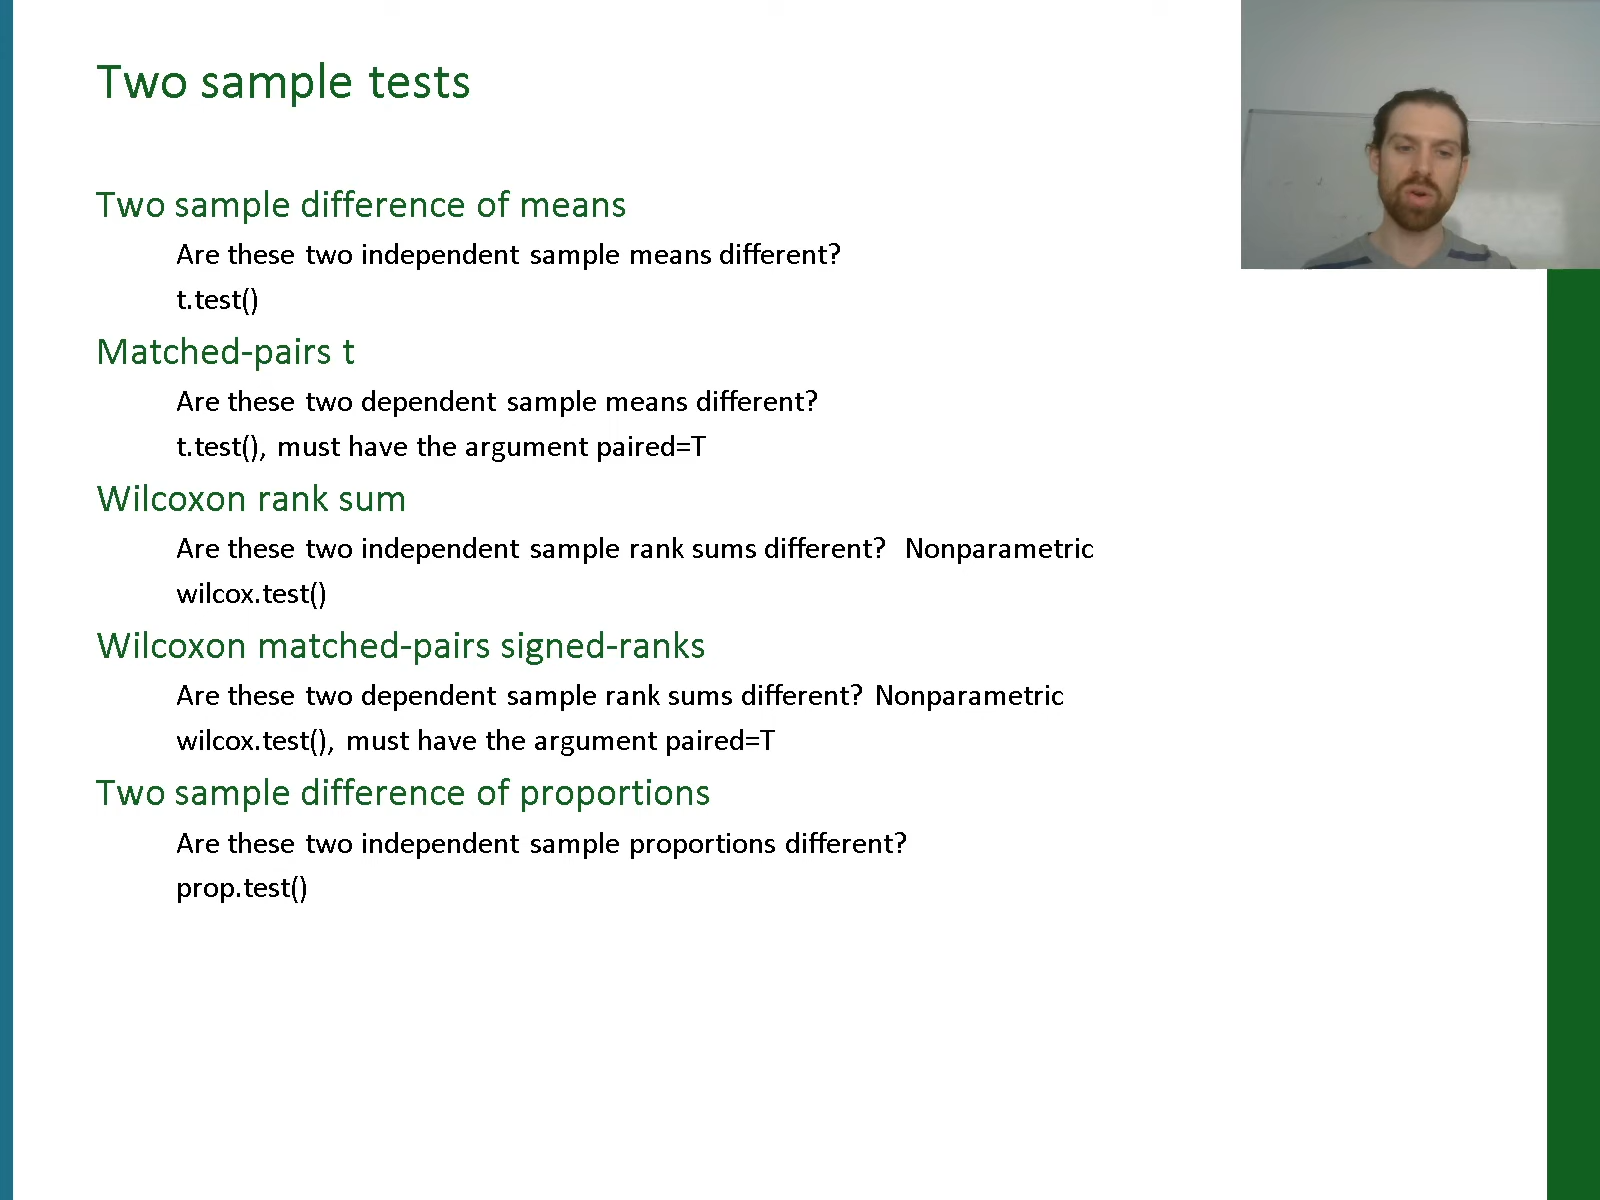 Two sample tests
Two sample difference of means
Are these two independent sample means different?
t.test()
Matched-pairs t
Are these two dependent sample means different?
t.test(), must have the argument paired=T
Wilcoxon rank sum
Are these two independent sample rank sums different?  Nonparametric
wilcox.test()
Wilcoxon matched-pairs signed-ranks
Are these two dependent sample rank sums different? Nonparametric
wilcox.test(), must have the argument paired=T
Two sample difference of proportions
Are these two independent sample proportions different?
prop.test()